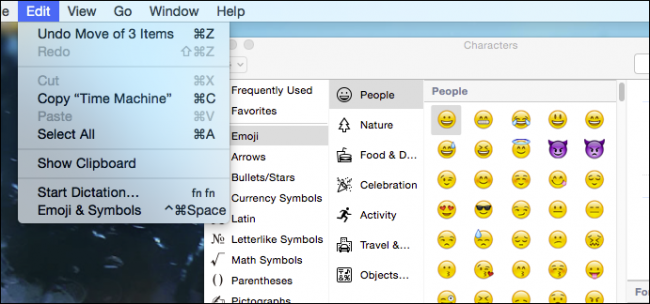 e Edit View Go Window Help
Undo Move of 3 Items ⌘Z
Redo ⇧⌘Z
Cut ⌘X
Copy “Time Machine” ⌘C
Paste ⌘V
Select All ⌘A
Show Clipboard
Start Dictation... fn fn
Emoji & Symbols ^⌘Space
Characters
Frequently Used
Favorites
Emoji
Arrows
Bullets/Stars
Currency Symbols
Latin
№ Letterlike Symbols
√ Math Symbols
() Parentheses
Pictographs
People
Nature
Food & D...
Celebration
Activity
Travel &...
Objects...
People